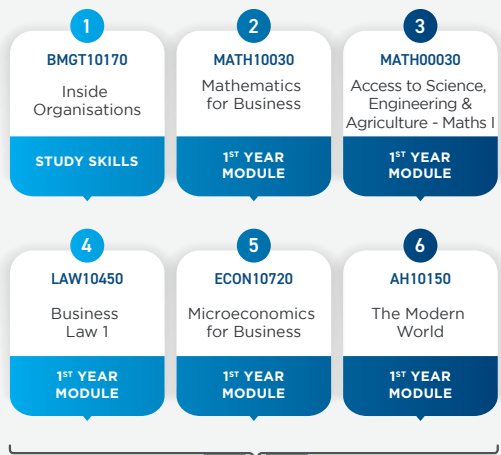 1
BMGT10170
Inside
Organisations
STUDY SKILLS
2
MATH10030
Mathematics
for Business
1ST YEAR
MODULE
3
MATH00030
Access to Science,
Engineering &
Agriculture - Maths I
1ST YEAR
MODULE
4
LAW10450
Business
Law 1
1ST YEAR
MODULE
5
ECON10720
Microeconomics
for Business
1ST YEAR
MODULE
6
AH10150
The Modern
World
1ST YEAR
MODULE